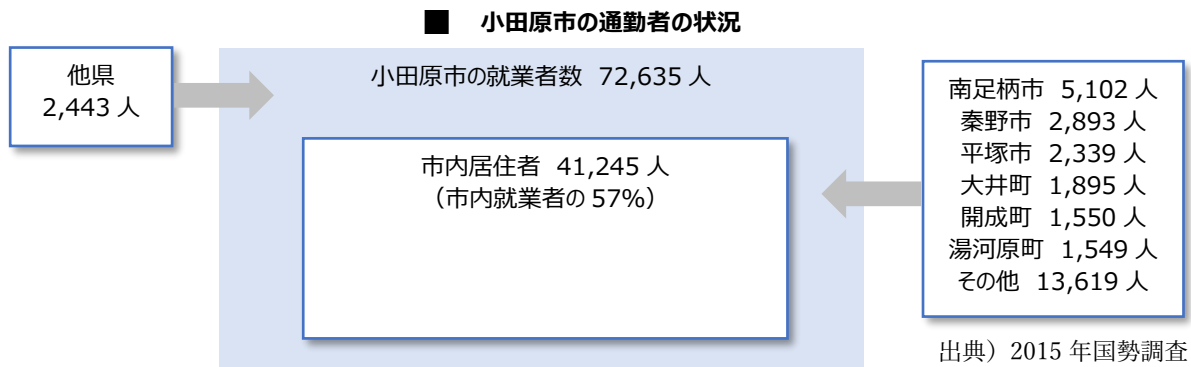 ■ 小田原市の通勤者の状況
他県
2,443 人
小田原市の就業者数 72,635 人
市内居住者 41,245 人
（市内就業者の 57%）
南足柄市 5,102 人
秦野市 2,893 人
平塚市 2,339 人
大井町 1,895 人
開成町 1,550 人
湯河原町 1,549 人
その他 13,619 人
出典）2015 年国勢調査